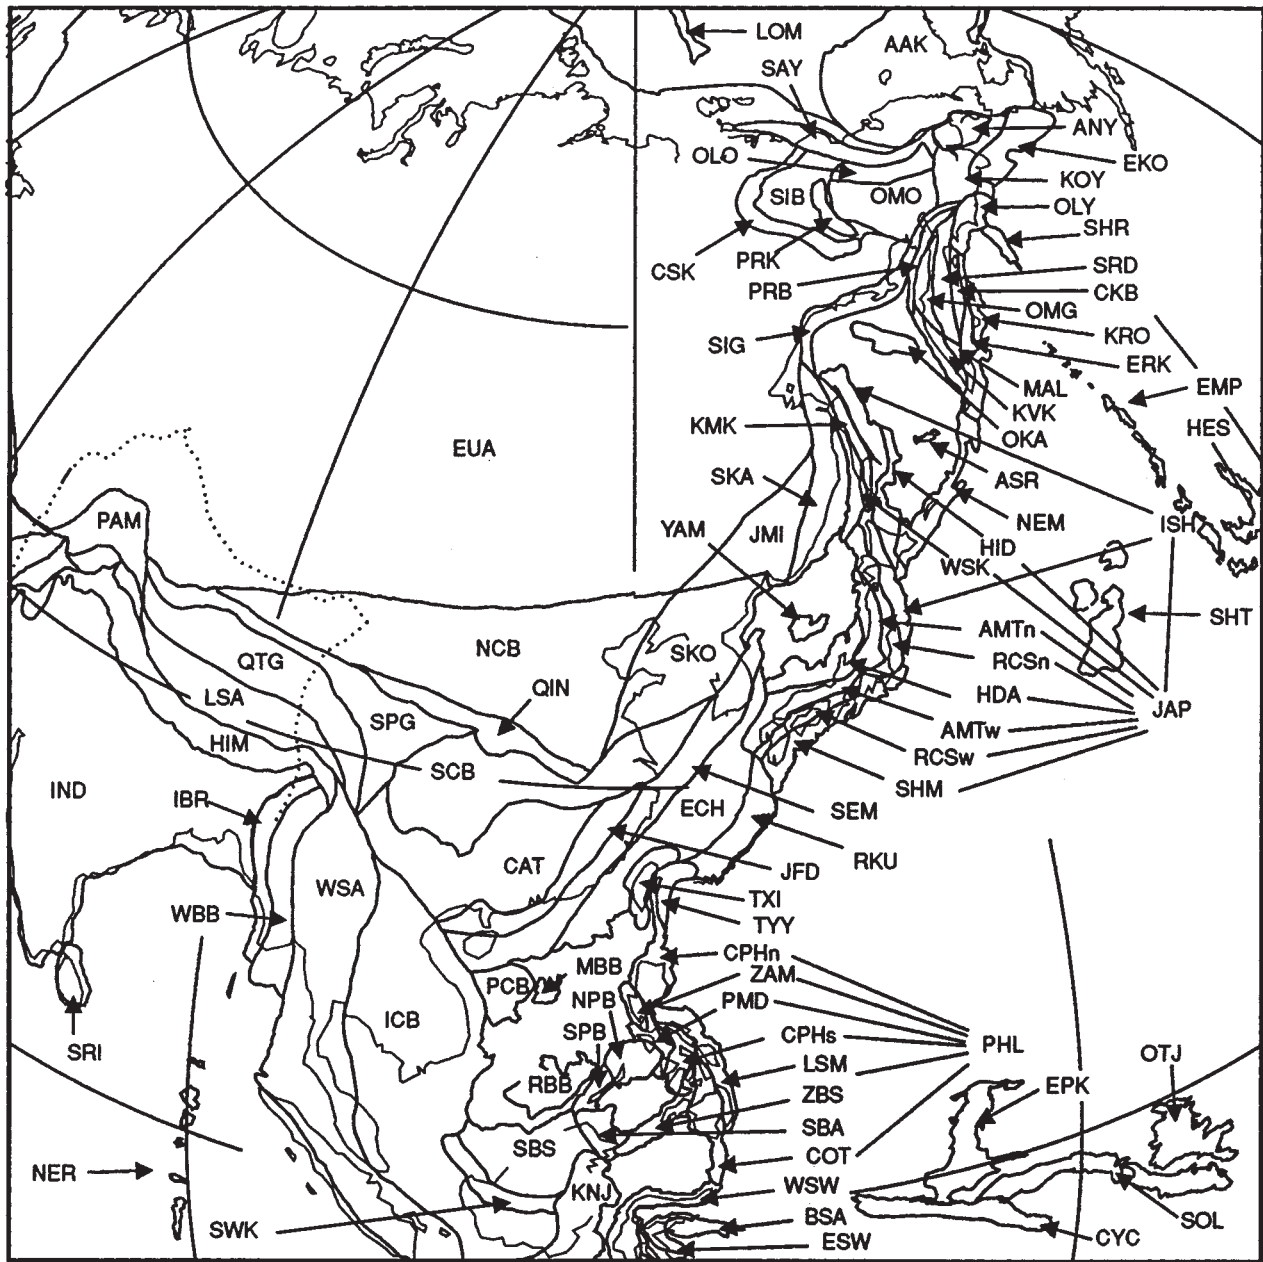 LOM
AAK
SAY
ANY
OLO
EKO
SIB
OMO
KOY
OLY
SHR
CSK
PRK
PRB
SRD
CKB
OMG
KRO
SIG
ERK
MAL
EMP
KVK
KMK
OKA
HES
EUA
SKA
ASR
PAM
YAM
JMI
NEM
ISH
HID
WSK
SHT
AMTn
NCB
SKO
RCSn
QTG
QIN
LSA
HDA
JAP
SPG
AMTw
HIM
RCSw
SCB
SHM
IND
IBR
ECH
SEM
RKU
CAT
JFD
WSA
TXI
WBB
TYY
CPHn
MBB
ZAM
PCB
NPB
PMD
ICB
SPB
CPHs
PHL
SRI
OTJ
LSM
RBB
EPK
ZBS
SBA
SBS
COT
NER
WSW
KNJ
BSA
SOL
SWK
CYC
ESW